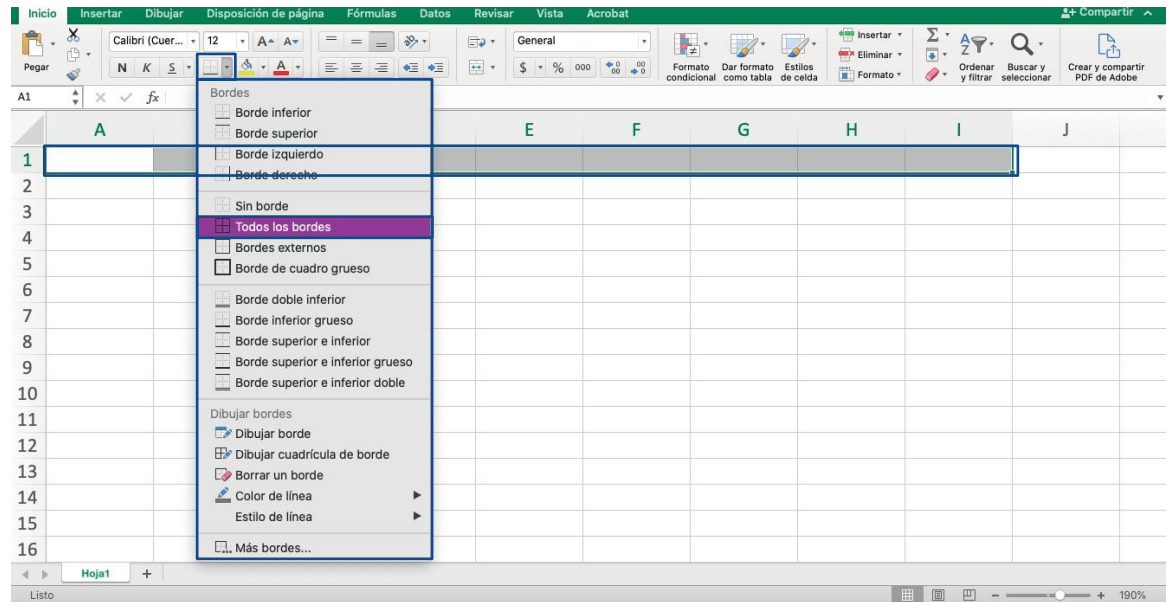 Inicio Insertar Dibujar Disposición de página Fórmulas Datos Revisar Vista Acrobat Compartir
Pegar
Calibri (Cuer... 12 A A
N K S A
General
$ % 000 ,0 ,00 ,00 ,0
Formato condicional
Dar formato como tabla
Estilos de celda
Insertar
Eliminar
Formato
Σ
A Z
Ordenar y filtrar
Buscar y seleccionar
Crear y compartir PDF de Adobe
A1 fx
A E F G H I J
Bordes
Borde inferior
Borde superior
Borde izquierdo
Borde derecho
Sin borde
Todos los bordes
Bordes externos
Borde de cuadro grueso
Borde doble inferior
Borde inferior grueso
Borde superior e inferior
Borde superior e inferior grueso
Borde superior e inferior doble
Dibujar bordes
Dibujar borde
Dibujar cuadrícula de borde
Borrar un borde
Color de línea
Estilo de línea
Más bordes...
1
2
3
4
5
6
7
8
9
10
11
12
13
14
15
16
Hoja1 +
Listo - + 190%